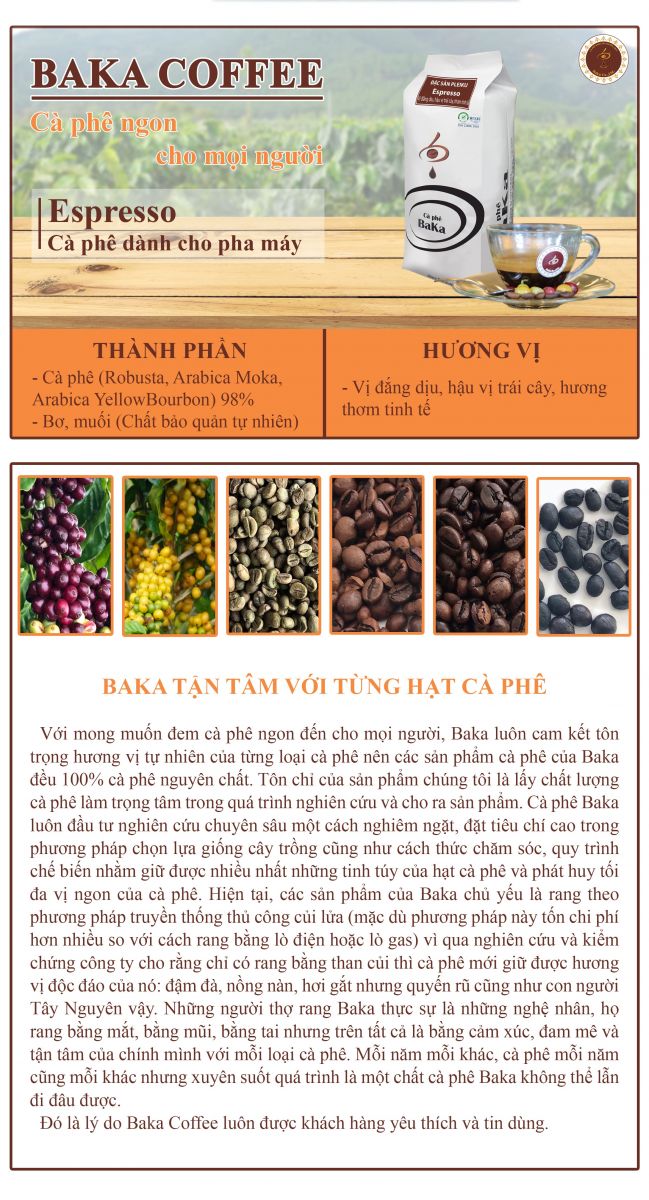 BAKA COFFEE
Cà phê ngon
cho mọi người
Espresso
Cà phê dành cho pha máy
ĐẶC SẢN PLEIKU
Espresso
Cà phê
BaKa
THÀNH PHẦN
- Cà phê (Robusta, Arabica Moka,
Arabica YellowBourbon) 98%
- Bơ, muối (Chất bảo quản tự nhiên)
HƯƠNG VỊ
- Vị đắng dịu, hậu vị trái cây, hương
thơm tinh tế
BAKA TẬN TÂM VỚI TỪNG HẠT CÀ PHÊ
Với mong muốn đem cà phê ngon đến cho mọi người, Baka luôn cam kết tôn
trọng hương vị tự nhiên của từng loại cà phê nên các sản phẩm cà phê của Baka
đều 100% cà phê nguyên chất. Tôn chỉ của sản phẩm chúng tôi là lấy chất lượng
cà phê làm trọng tâm trong quá trình nghiên cứu và cho ra sản phẩm. Cà phê Baka
luôn đầu tư nghiên cứu chuyên sâu một cách nghiêm ngặt, đặt tiêu chí cao trong
phương pháp chọn lựa giống cây trồng cũng như cách thức chăm sóc, quy trình
chế biến nhằm giữ được nhiều nhất những tinh túy của hạt cà phê và phát huy tối
đa vị ngon của cà phê. Hiện tại, các sản phẩm của Baka chủ yếu là rang theo
phương pháp truyền thống thủ công củi lửa (mặc dù phương pháp này tốn chi phí
hơn nhiều so với cách rang bằng lò điện hoặc lò gas) vì qua nghiên cứu và kiểm
chứng công ty cho rằng chỉ có rang bằng than củi thì cà phê mới giữ được hương
vị độc đáo của nó: đậm đà, nồng nàn, hơi gắt nhưng quyến rũ cũng như con người
Tây Nguyên vậy. Những người thợ rang Baka thực sự là những nghệ nhân, họ
rang bằng mắt, bằng mũi, bằng tai nhưng trên tất cả là bằng cảm xúc, đam mê và
tận tâm của chính mình với mỗi loại cà phê. Mỗi năm mỗi khác, cà phê mỗi năm
cũng mỗi khác nhưng xuyên suốt quá trình là một chất cà phê Baka không thể lẫn
đi đâu được.
Đó là lý do Baka Coffee luôn được khách hàng yêu thích và tin dùng.